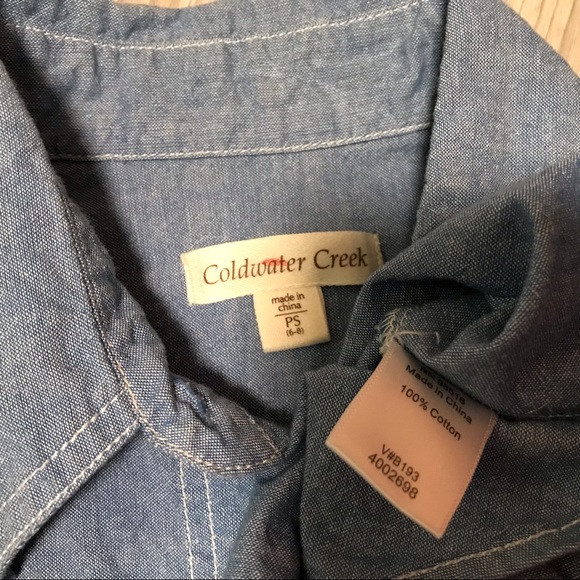 Coldwater Creek
made in
china
PS
(6-8)
Made in China
100% Cotton
V#B193
4002698